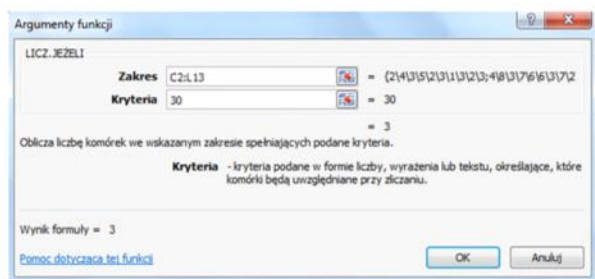 Argumenty funkcji
LICZ.JEŻELI
Zakres C2:L13 = {2\4\3\5\2\3\1\3\2\3;4\8\3\7\6\6\3\7\2
Kryteria 30 = 30
= 3
Oblicza liczbę komórek we wskazanym zakresie spełniających podane kryteria.
Kryteria - kryteria podane w formie liczby, wyrażenia lub tekstu, określające, które
komórki będą uwzględniane przy zliczaniu.
Wynik formuły = 3
Pomoc dotycząca tej funkcji
OK
Anuluj